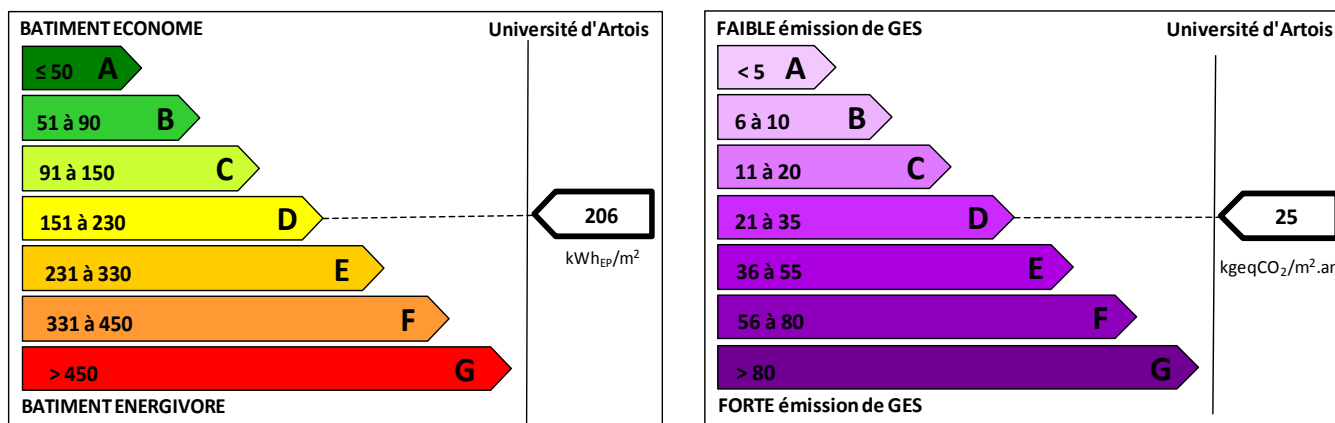 BATIMENT ECONOME
Université d'Artois
≤ 50 A
51 à 90 B
91 à 150 C
151 à 230 D
206
kWhEP/m²
231 à 330 E
331 à 450 F
> 450 G
BATIMENT ENERGIVORE
FAIBLE émission de GES
Université d'Artois
< 5 A
6 à 10 B
11 à 20 C
21 à 35 D
25
kgeqCO₂/m².an
36 à 55 E
56 à 80 F
> 80 G
FORTE émission de GES